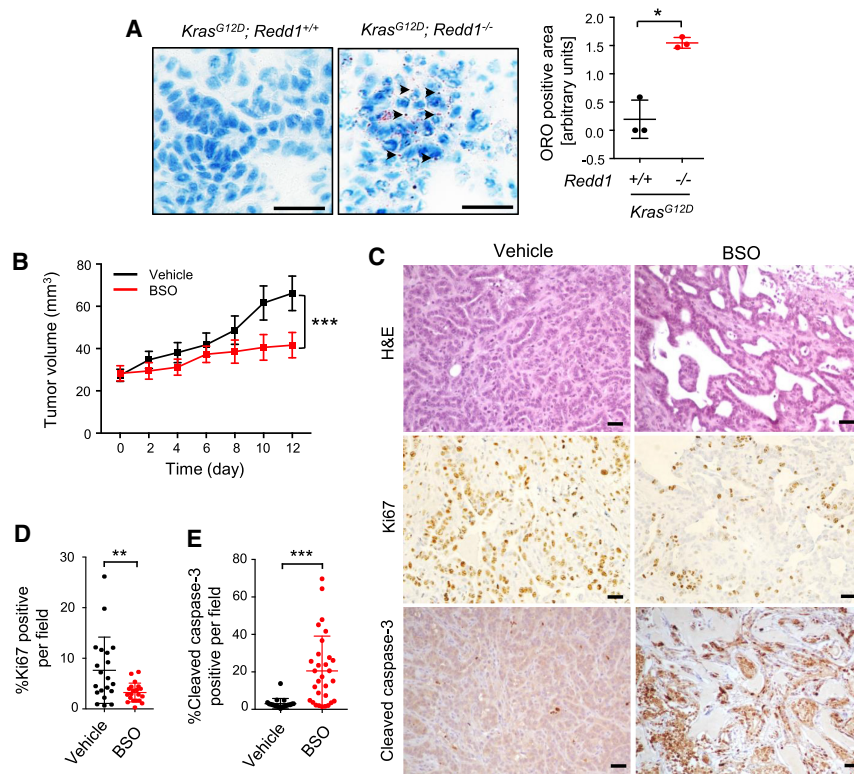 A
Kras^G12D; Redd1^+/+
Kras^G12D; Redd1^-/-
ORO positive area
[arbitrary units]
2.0
1.5
1.0
0.5
0.0
-0.5
*
Redd1 +/+ -/-
Kras^G12D
B
Tumor volume (mm³)
80
60
40
20
0
Vehicle
BSO
***
0 2 4 6 8 10 12
Time (day)
C
Vehicle BSO
H&E
Ki67
Cleaved caspase-3
D
%Ki67 positive
per field
30
20
10
0
**
Vehicle
BSO
E
%Cleaved caspase-3
positive per field
80
60
40
20
0
***
Vehicle
BSO